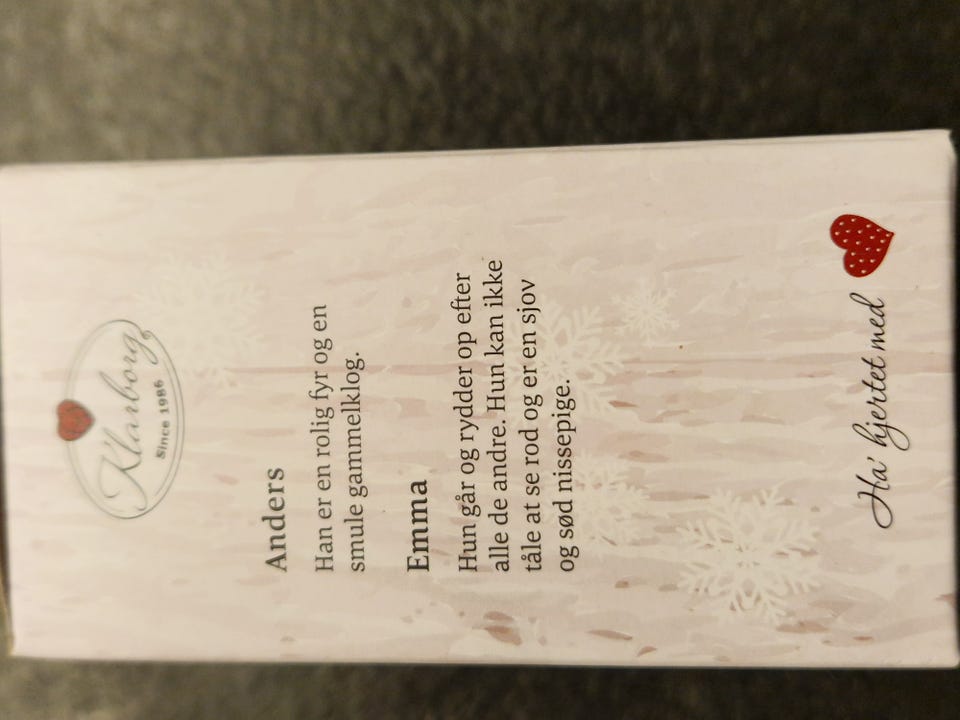 Klarborg
Since 1986
Anders
Han er en rolig fyr og en
smule gammelklog.
Emma
Hun går og rydder op efter
alle de andre. Hun kan ikke
tåle at se rod og er en sjov
og sød nissepige.
Ha' hjertet med